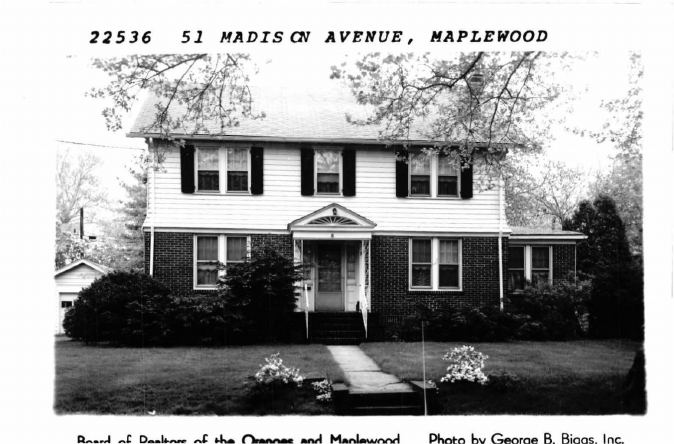 22536 51 MADISON AVENUE, MAPLEWOOD
Board of Realtors of the Oranges and Maplewood Photo by George B. Biggs, Inc.